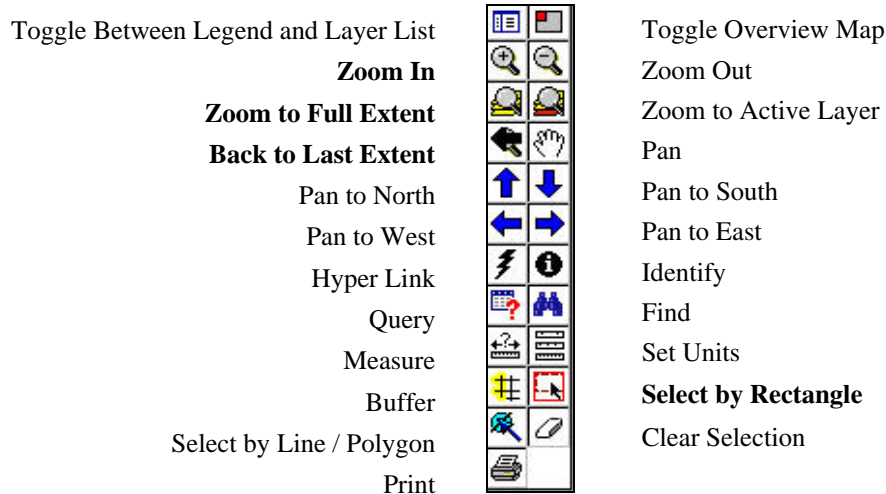 Toggle Between Legend and Layer List
Toggle Overview Map
Zoom In
Zoom Out
Zoom to Full Extent
Zoom to Active Layer
Back to Last Extent
Pan
Pan to North
Pan to South
Pan to West
Pan to East
Hyper Link
Identify
Query
Find
Measure
Set Units
Buffer
Select by Rectangle
Select by Line / Polygon
Clear Selection
Print